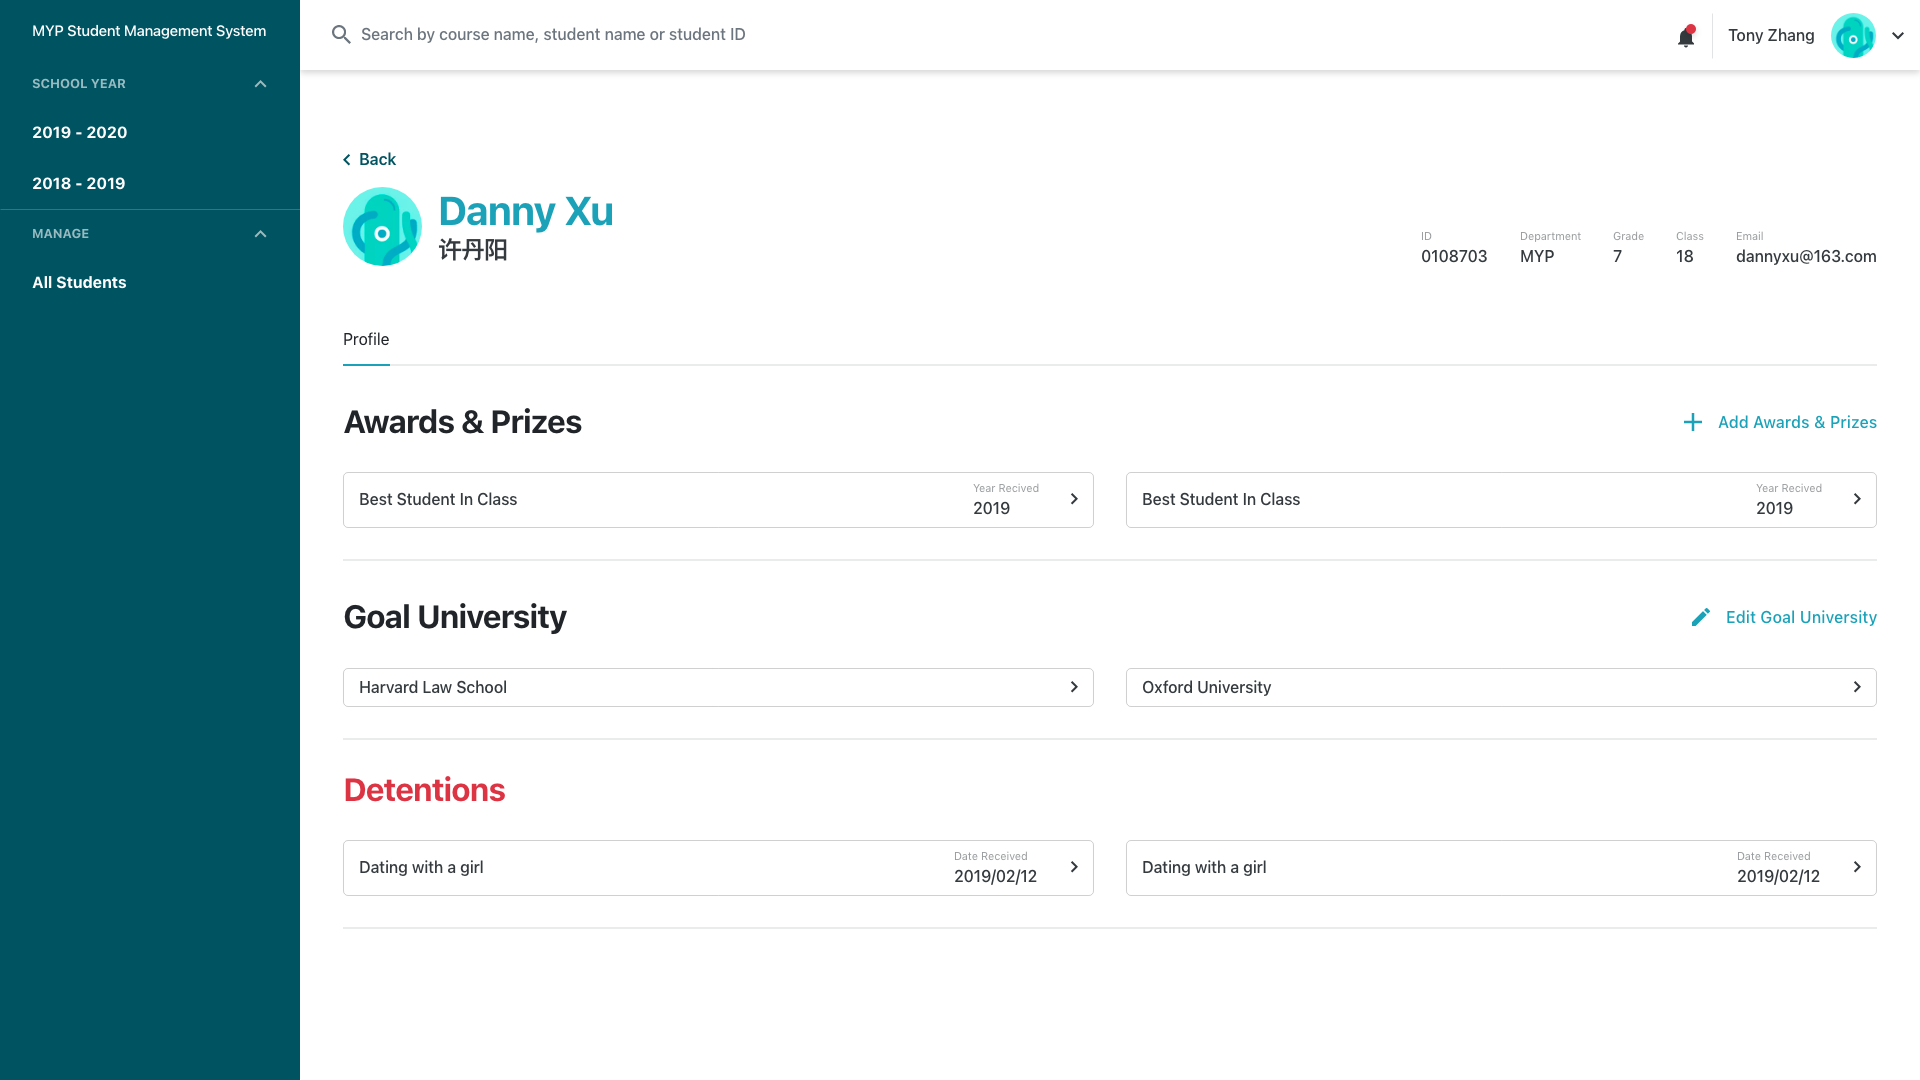 MYP Student Management System
SCHOOL YEAR
2019 - 2020
2018 - 2019
MANAGE
All Students
Search by course name, student name or student ID
Tony Zhang
Back
Danny Xu
许丹阳
ID
0108703
Department
MYP
Grade
7
Class
18
Email
dannyxu@163.com
Profile
Awards & Prizes
Add Awards & Prizes
Best Student In Class
Year Recived
2019
Best Student In Class
Year Recived
2019
Goal University
Edit Goal University
Harvard Law School
Oxford University
Detentions
Dating with a girl
Date Received
2019/02/12
Dating with a girl
Date Received
2019/02/12